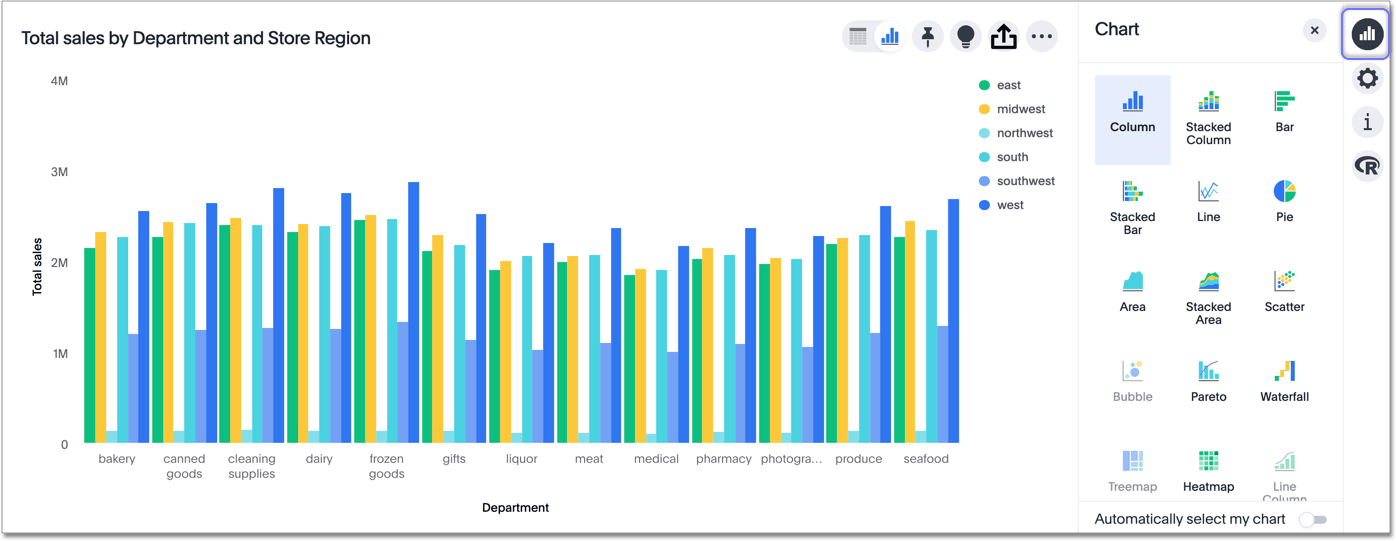 Total sales by Department and Store Region
4M
3M
2M
1M
0
Total sales
bakery
canned
goods
cleaning
supplies
dairy
frozen
goods
gifts
liquor
meat
medical
pharmacy
photogra...
produce
seafood
Department
east
midwest
northwest
south
southwest
west
Chart
Column
Stacked
Column
Bar
Stacked
Bar
Line
Pie
Area
Stacked
Area
Scatter
Bubble
Pareto
Waterfall
Treemap
Heatmap
Line
Column
Automatically select my chart
i
R